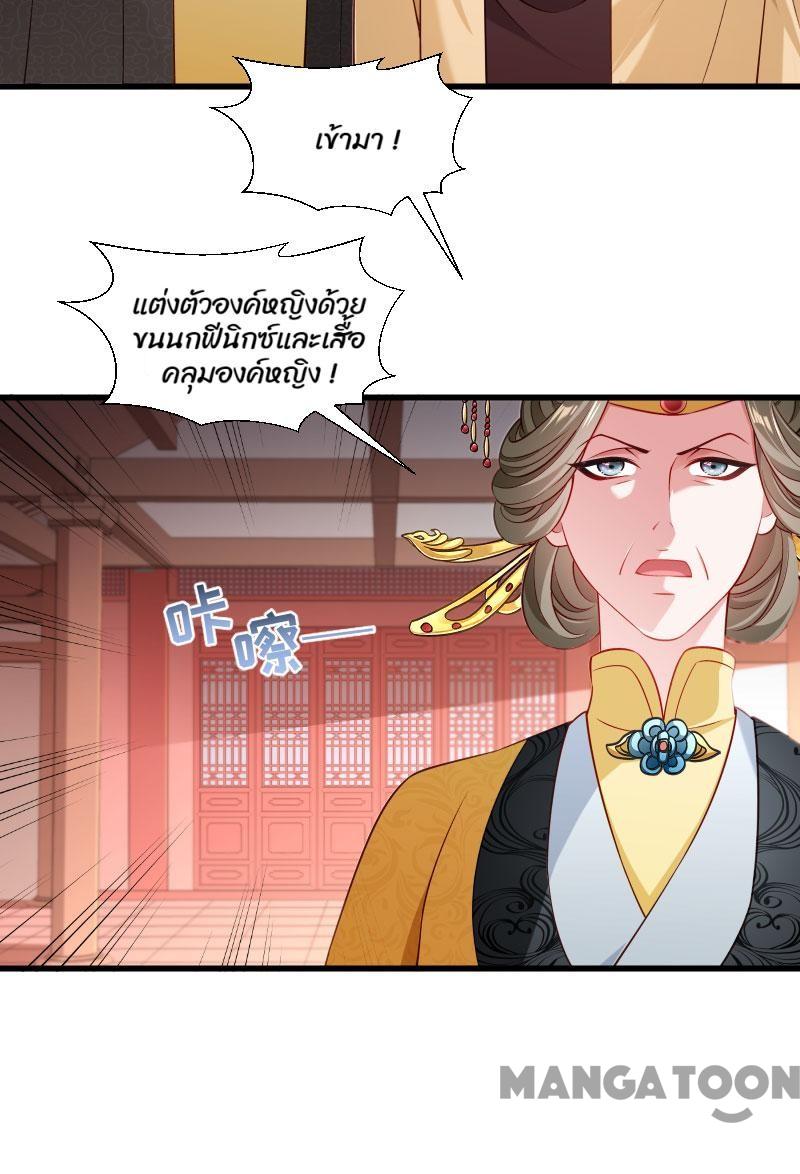 เข้ามา !
แต่งตัวองค์หญิงด้วย
ขนนกฟีนิกซ์และเสื้อ
คลุมองค์หญิง !
咔
嚓—
MANGATOON